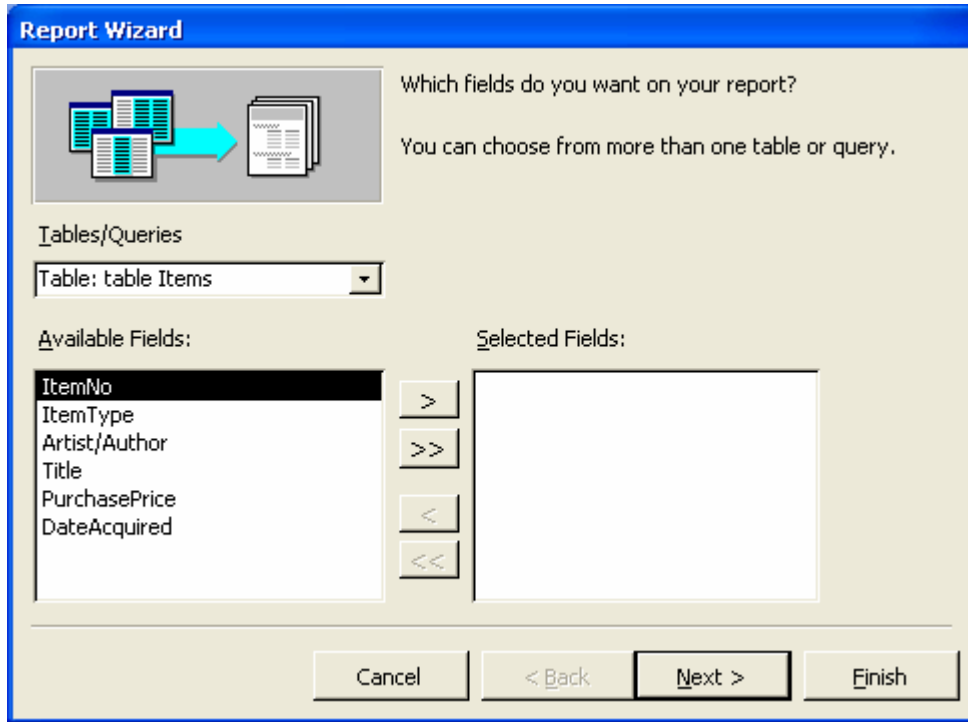 Report Wizard
Which fields do you want on your report?
You can choose from more than one table or query.
Tables/Queries
Table: table Items
Available Fields:
Selected Fields:
ItemNo
ItemType
Artist/Author
Title
PurchasePrice
DateAcquired
>
>>
<
<<
Cancel
< Back
Next >
Finish